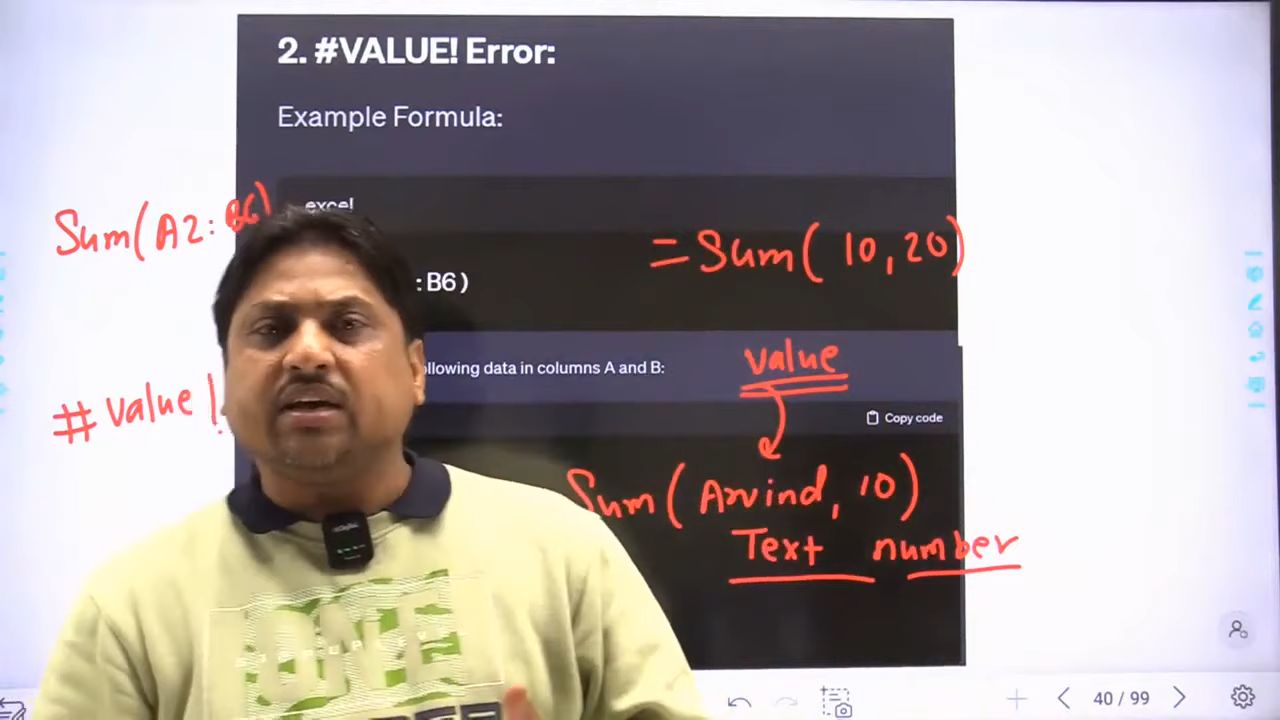 2. #VALUE! Error:
Example Formula:
excel
Sum(A2:B6)
=Sum( 10,20)
:B6)
ollowing data in columns A and B:
value
Copy code
# value!
Sum(Arvind, 10)
Text number
40 / 99